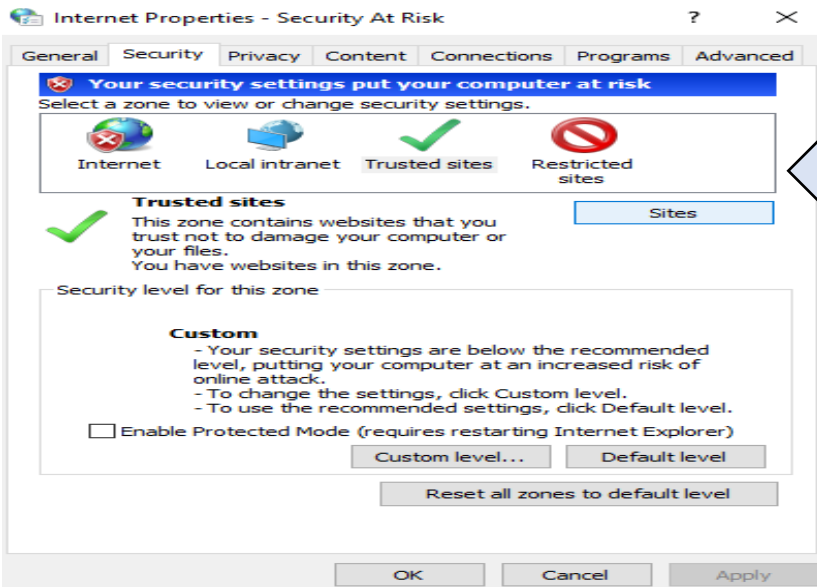 Internet Properties - Security At Risk ? ✕
General Security Privacy Content Connections Programs Advanced
Your security settings put your computer at risk
Select a zone to view or change security settings.
Internet Local intranet Trusted sites Restricted
sites
Trusted sites
Sites
This zone contains websites that you
trust not to damage your computer or
your files.
You have websites in this zone.
Security level for this zone
Custom
- Your security settings are below the recommended
level, putting your computer at an increased risk of
online attack.
- To change the settings, click Custom level.
- To use the recommended settings, click Default level.
Enable Protected Mode (requires restarting Internet Explorer)
Custom level... Default level
Reset all zones to default level
OK Cancel Apply